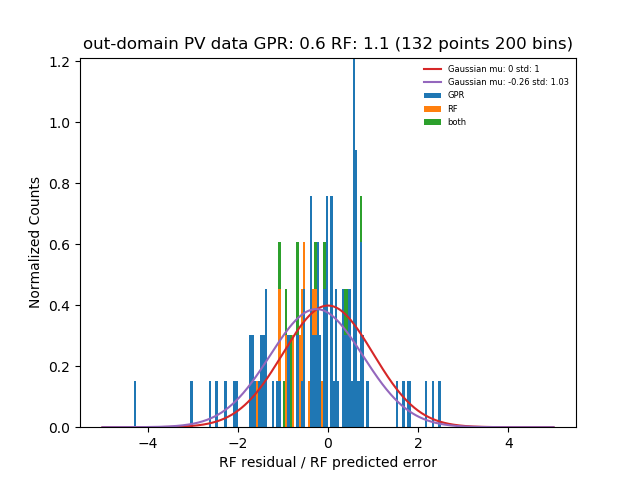 out-domain PV data GPR: 0.6 RF: 1.1 (132 points 200 bins)
Gaussian mu: 0 std: 1
Gaussian mu: -0.26 std: 1.03
GPR
RF
both
Normalized Counts
1.2
1.0
0.8
0.6
0.4
0.2
0.0
−4
−2
0
2
4
RF residual / RF predicted error